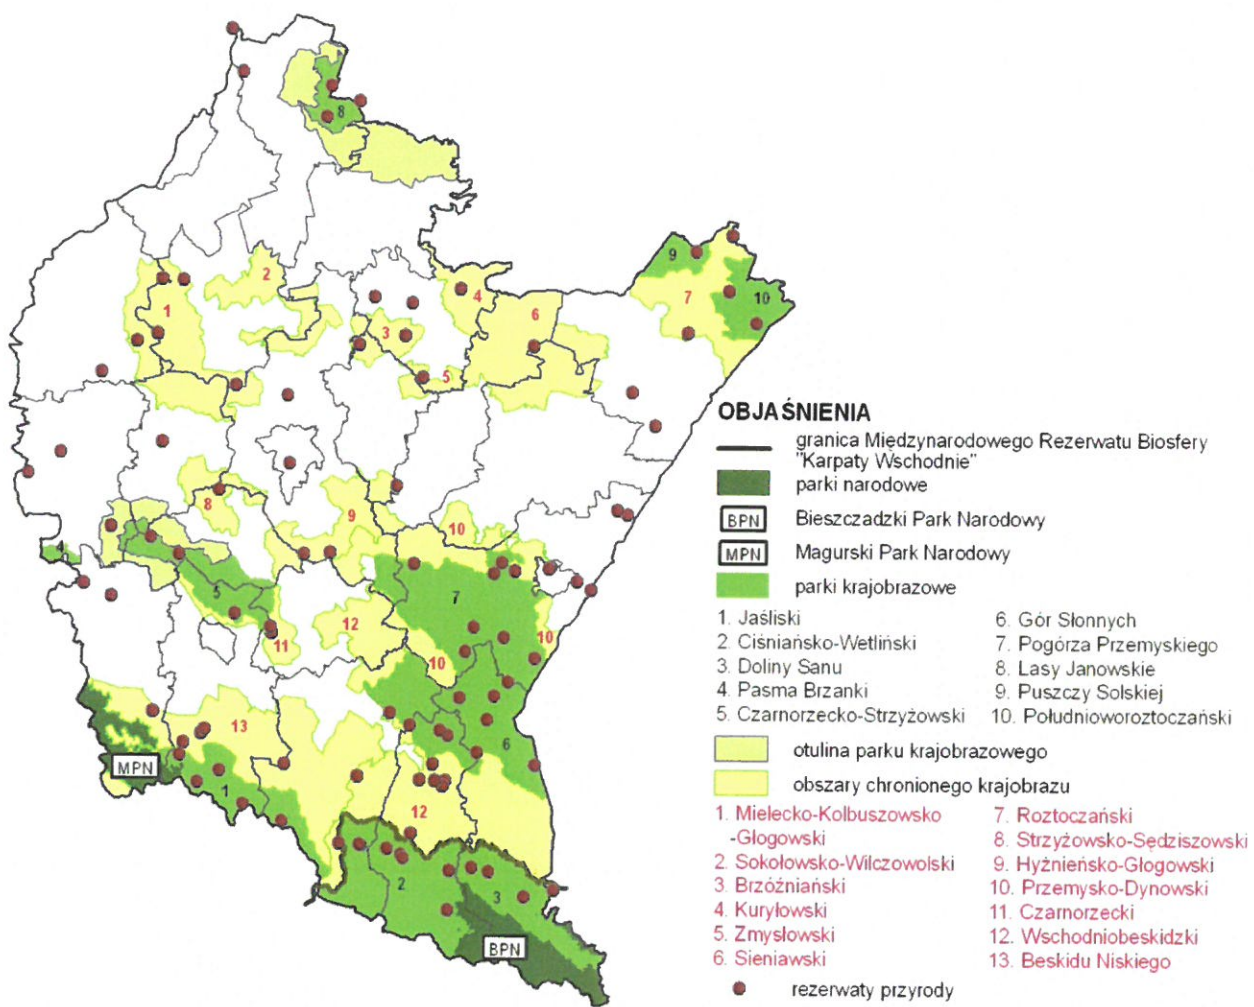 8
9
10
7
2
1
4
6
3
5
8
9
10
4
5
7
12
11
10
10
13
6
MPN
1
12
2
3
BPN
OBJAŚNIENIA
granica Międzynarodowego Rezerwatu Biosfery
"Karpaty Wschodnie"
parki narodowe
BPN Bieszczadzki Park Narodowy
MPN Magurski Park Narodowy
parki krajobrazowe
1. Jaśliski
2. Ciśniańsko-Wetliński
3. Doliny Sanu
4. Pasma Brzanki
5. Czarnorzecko-Strzyżowski
6. Gór Słonnych
7. Pogórza Przemyskiego
8. Lasy Janowskie
9. Puszczy Solskiej
10. Południoworoztoczański
otulina parku krajobrazowego
obszary chronionego krajobrazu
1. Mielecko-Kolbuszowsko
-Głogowski
2. Sokołowsko-Wilczowolski
3. Brzóźniański
4. Kuryłowski
5. Zmysłowski
6. Sieniawski
7. Roztoczański
8. Strzyżowsko-Sędziszowski
9. Hyżnieńsko-Głogowski
10. Przemysko-Dynowski
11. Czarnorzecki
12. Wschodniobeskidzki
13. Beskidu Niskiego
rezerwaty przyrody